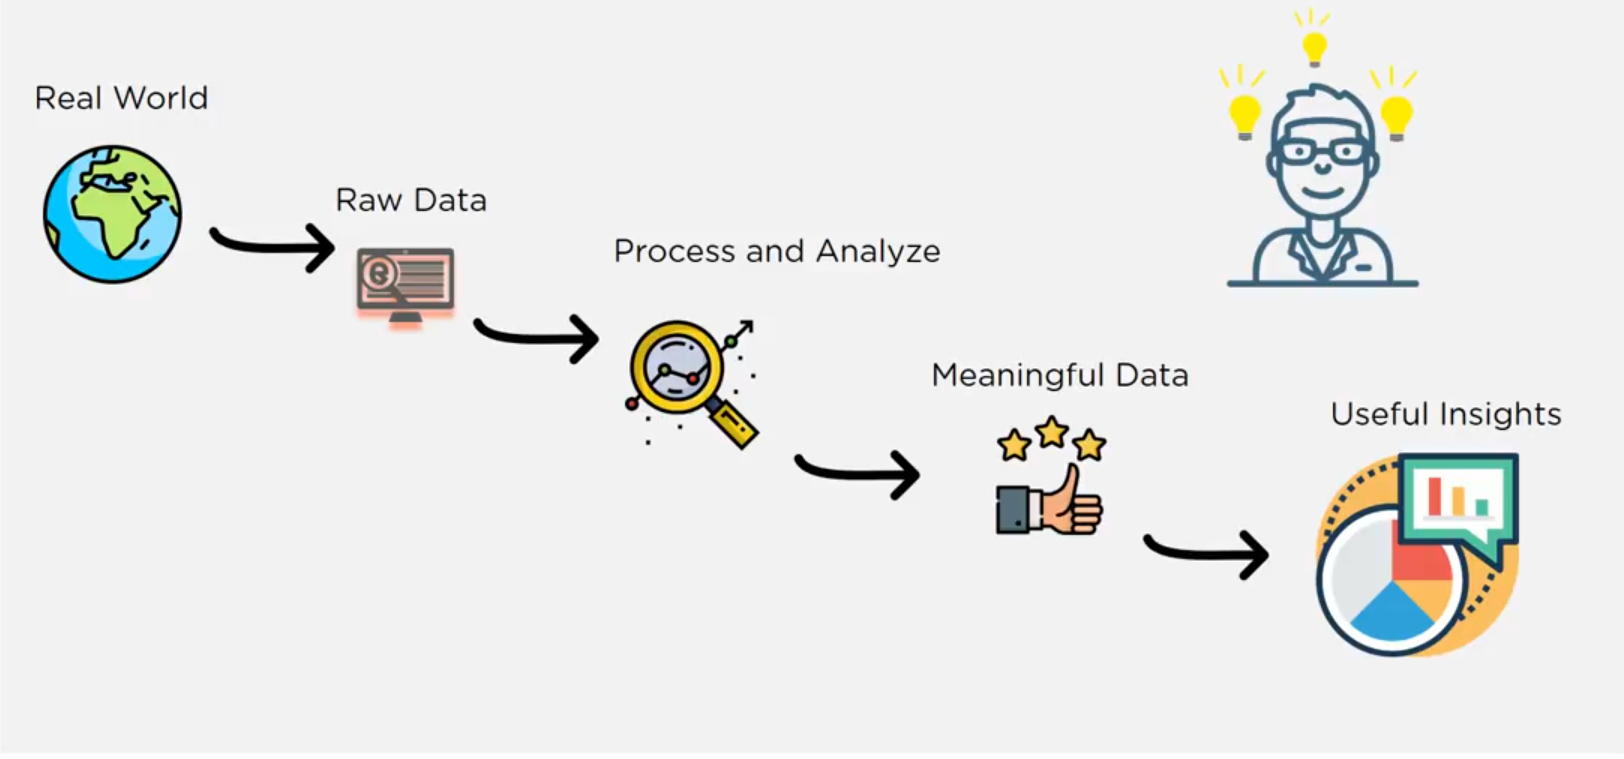 Real World
Raw Data
Process and Analyze
Meaningful Data
Useful Insights